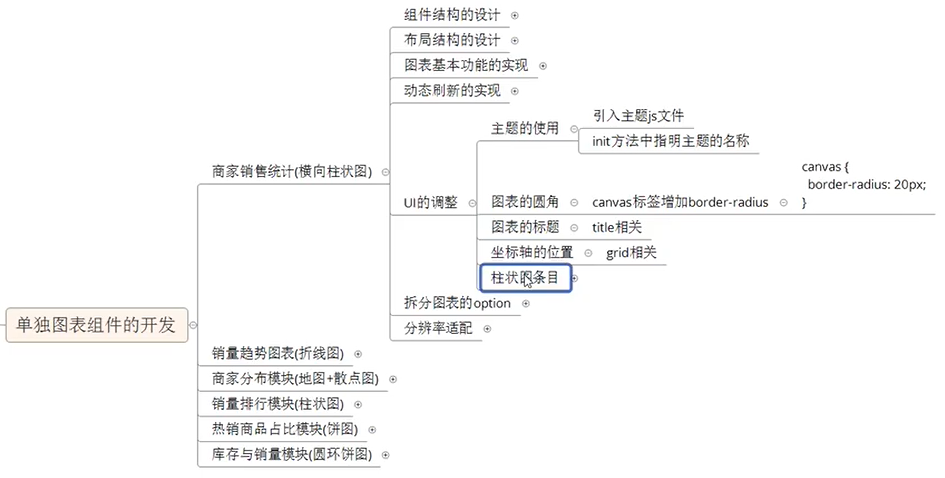 组件结构的设计
布局结构的设计
图表基本功能的实现
动态刷新的实现
引入主题js文件
主题的使用
init方法中指明主题的名称
canvas {
商家销售统计(横向柱状图)
border-radius: 20px;
UI的调整
图表的圆角
canvas标签增加border-radius
}
图表的标题
title相关
坐标轴的位置
grid相关
柱状图条目
拆分图表的option
单独图表组件的开发
分辨率适配
销量趋势图表(折线图)
商家分布模块(地图+散点图)
销量排行模块(柱状图)
热销商品占比模块(饼图)
库存与销量模块(圆环饼图)